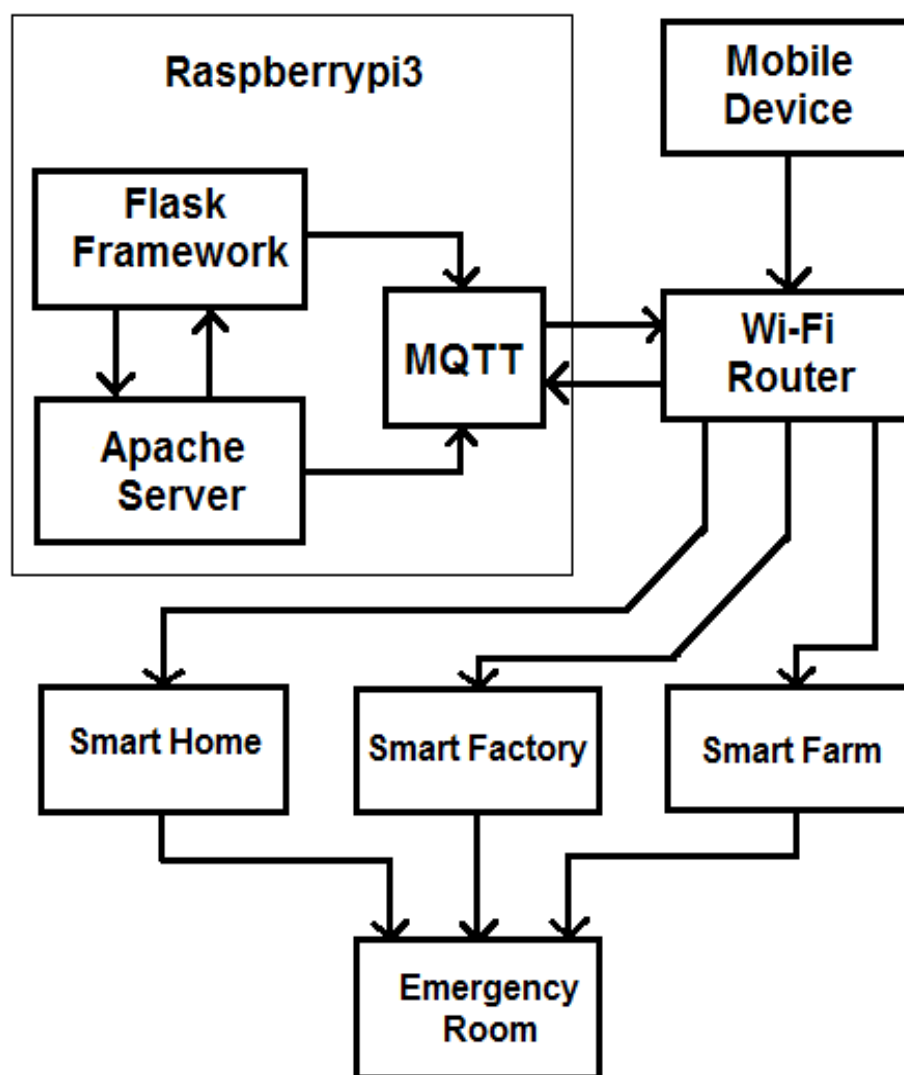 Raspberrypi3
Mobile
Device
Flask
Framework
MQTT
Wi-Fi
Router
Apache
Server
Smart Home
Smart Factory
Smart Farm
Emergency
Room